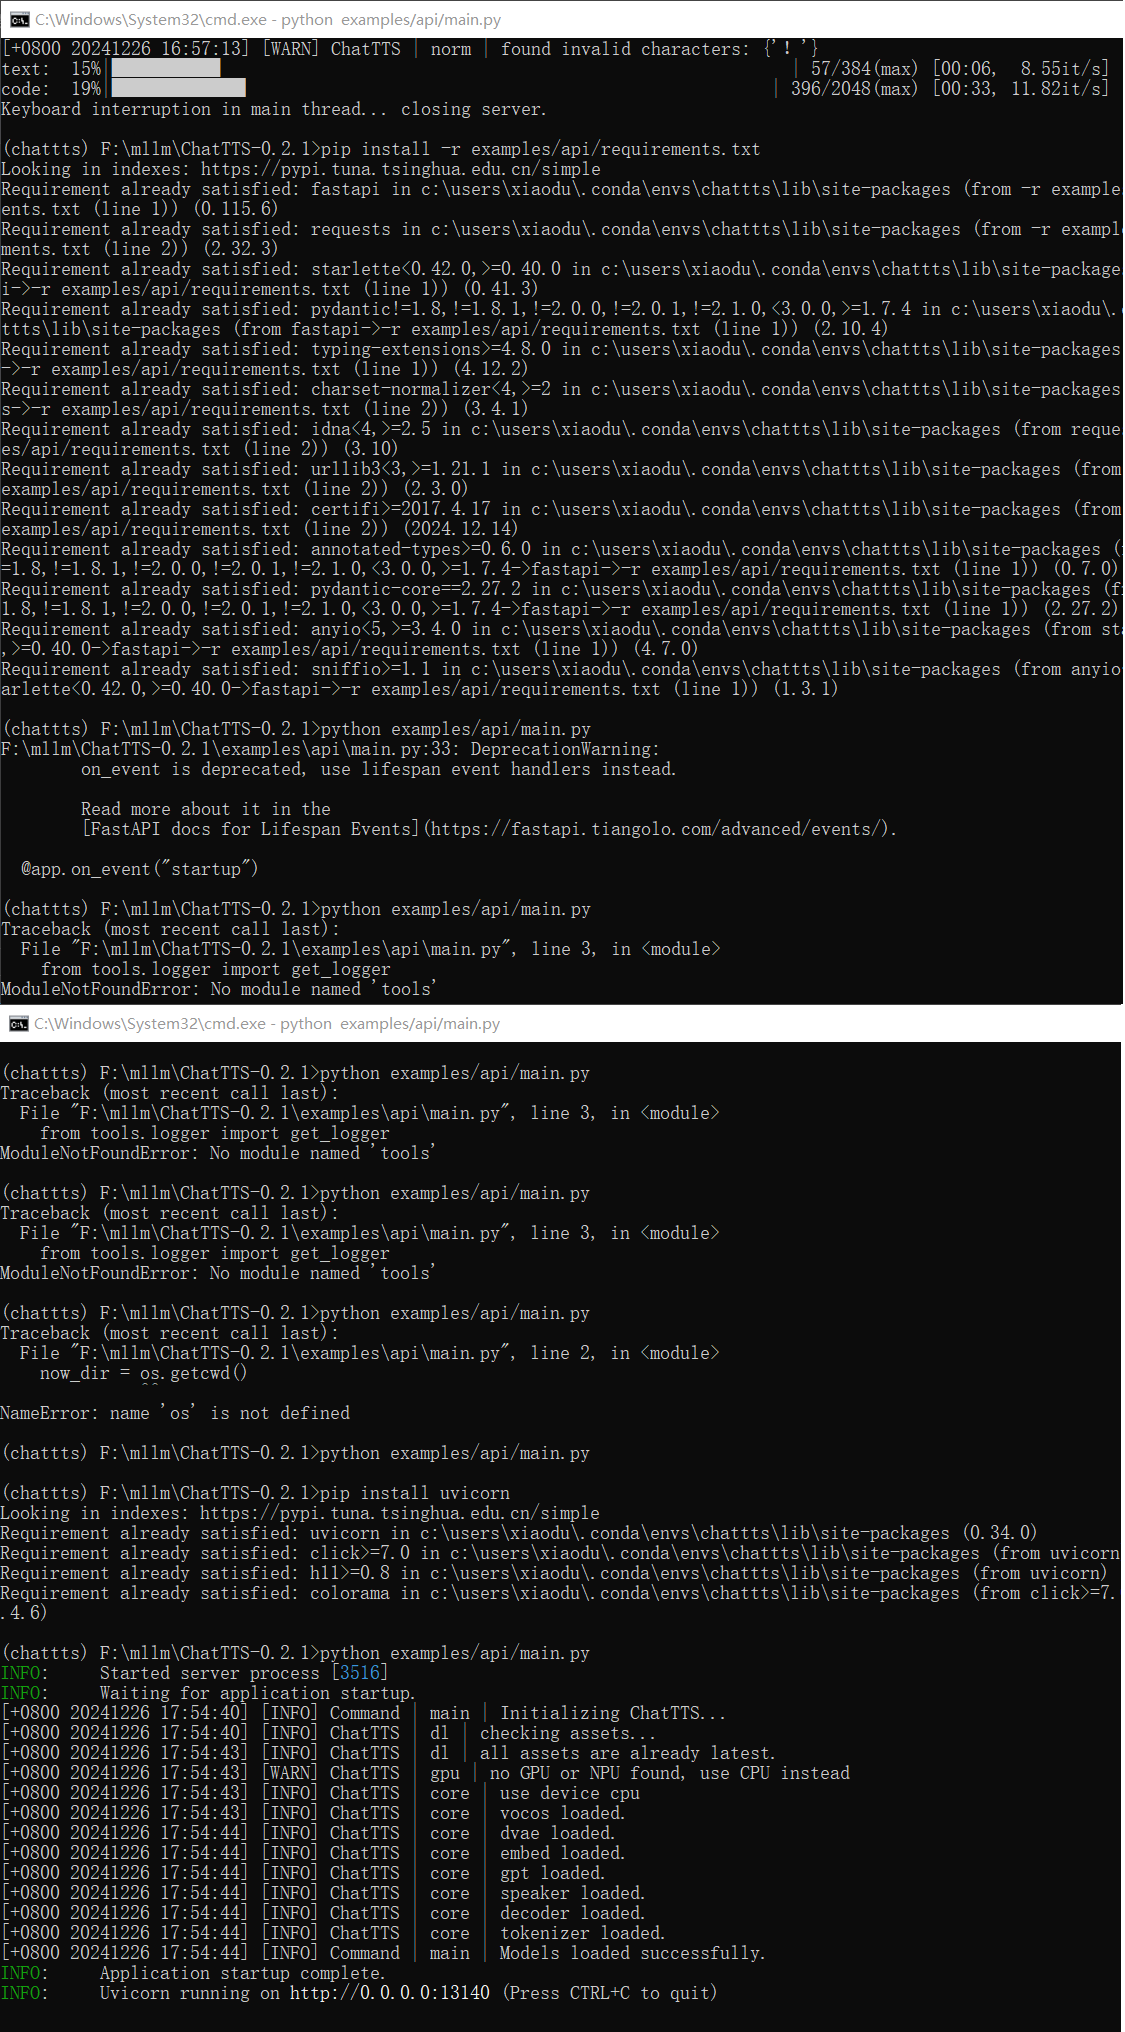 C:\Windows\System32\cmd.exe - python  examples/api/main.py
[+0800 20241226 16:57:13] [WARN] ChatTTS | norm | found invalid characters: {'！'}
text:  15%|          | 57/384(max) [00:06,  8.55it/s]
code:  19%|          | 396/2048(max) [00:33, 11.82it/s]
Keyboard interruption in main thread... closing server.
(chattts) F:\mllm\ChatTTS-0.2.1>pip install -r examples/api/requirements.txt
Looking in indexes: https://pypi.tuna.tsinghua.edu.cn/simple
Requirement already satisfied: fastapi in c:\users\xiaodu\.conda\envs\chattts\lib\site-packages (from -r example
ents.txt (line 1)) (0.115.6)
Requirement already satisfied: requests in c:\users\xiaodu\.conda\envs\chattts\lib\site-packages (from -r exampl
ments.txt (line 2)) (2.32.3)
Requirement already satisfied: starlette<0.42.0,>=0.40.0 in c:\users\xiaodu\.conda\envs\chattts\lib\site-package
i->-r examples/api/requirements.txt (line 1)) (0.41.3)
Requirement already satisfied: pydantic!=1.8,!=1.8.1,!=2.0.0,!=2.0.1,!=2.1.0,<3.0.0,>=1.7.4 in c:\users\xiaodu\.
ttts\lib\site-packages (from fastapi->-r examples/api/requirements.txt (line 1)) (2.10.4)
Requirement already satisfied: typing-extensions>=4.8.0 in c:\users\xiaodu\.conda\envs\chattts\lib\site-packages
->-r examples/api/requirements.txt (line 1)) (4.12.2)
Requirement already satisfied: charset-normalizer<4,>=2 in c:\users\xiaodu\.conda\envs\chattts\lib\site-packages
s->-r examples/api/requirements.txt (line 2)) (3.4.1)
Requirement already satisfied: idna<4,>=2.5 in c:\users\xiaodu\.conda\envs\chattts\lib\site-packages (from reque
es/api/requirements.txt (line 2)) (3.10)
Requirement already satisfied: urllib3<3,>=1.21.1 in c:\users\xiaodu\.conda\envs\chattts\lib\site-packages (from
examples/api/requirements.txt (line 2)) (2.3.0)
Requirement already satisfied: certifi>=2017.4.17 in c:\users\xiaodu\.conda\envs\chattts\lib\site-packages (from
examples/api/requirements.txt (line 2)) (2024.12.14)
Requirement already satisfied: annotated-types>=0.6.0 in c:\users\xiaodu\.conda\envs\chattts\lib\site-packages (
=1.8,!=1.8.1,!=2.0.0,!=2.0.1,!=2.1.0,<3.0.0,>=1.7.4->fastapi->-r examples/api/requirements.txt (line 1)) (0.7.0)
Requirement already satisfied: pydantic-core==2.27.2 in c:\users\xiaodu\.conda\envs\chattts\lib\site-packages (f
1.8,!=1.8.1,!=2.0.0,!=2.0.1,!=2.1.0,<3.0.0,>=1.7.4->fastapi->-r examples/api/requirements.txt (line 1)) (2.27.2)
Requirement already satisfied: anyio<5,>=3.4.0 in c:\users\xiaodu\.conda\envs\chattts\lib\site-packages (from sta
,>=0.40.0->fastapi->-r examples/api/requirements.txt (line 1)) (4.7.0)
Requirement already satisfied: sniffio>=1.1 in c:\users\xiaodu\.conda\envs\chattts\lib\site-packages (from anyio
arlette<0.42.0,>=0.40.0->fastapi->-r examples/api/requirements.txt (line 1)) (1.3.1)
(chattts) F:\mllm\ChatTTS-0.2.1>python examples/api/main.py
F:\mllm\ChatTTS-0.2.1\examples\api\main.py:33: DeprecationWarning:
on_event is deprecated, use lifespan event handlers instead.
Read more about it in the
[FastAPI docs for Lifespan Events](https://fastapi.tiangolo.com/advanced/events/).
@app.on_event("startup")
(chattts) F:\mllm\ChatTTS-0.2.1>python examples/api/main.py
Traceback (most recent call last):
File "F:\mllm\ChatTTS-0.2.1\examples\api\main.py", line 3, in <module>
from tools.logger import get_logger
ModuleNotFoundError: No module named 'tools'
C:\Windows\System32\cmd.exe - python  examples/api/main.py
(chattts) F:\mllm\ChatTTS-0.2.1>python examples/api/main.py
Traceback (most recent call last):
File "F:\mllm\ChatTTS-0.2.1\examples\api\main.py", line 3, in <module>
from tools.logger import get_logger
ModuleNotFoundError: No module named 'tools'
(chattts) F:\mllm\ChatTTS-0.2.1>python examples/api/main.py
Traceback (most recent call last):
File "F:\mllm\ChatTTS-0.2.1\examples\api\main.py", line 3, in <module>
from tools.logger import get_logger
ModuleNotFoundError: No module named 'tools'
(chattts) F:\mllm\ChatTTS-0.2.1>python examples/api/main.py
Traceback (most recent call last):
File "F:\mllm\ChatTTS-0.2.1\examples\api\main.py", line 2, in <module>
now_dir = os.getcwd()
^^
NameError: name 'os' is not defined
(chattts) F:\mllm\ChatTTS-0.2.1>python examples/api/main.py
(chattts) F:\mllm\ChatTTS-0.2.1>pip install uvicorn
Looking in indexes: https://pypi.tuna.tsinghua.edu.cn/simple
Requirement already satisfied: uvicorn in c:\users\xiaodu\.conda\envs\chattts\lib\site-packages (0.34.0)
Requirement already satisfied: click>=7.0 in c:\users\xiaodu\.conda\envs\chattts\lib\site-packages (from uvicorn
Requirement already satisfied: h11>=0.8 in c:\users\xiaodu\.conda\envs\chattts\lib\site-packages (from uvicorn)
Requirement already satisfied: colorama in c:\users\xiaodu\.conda\envs\chattts\lib\site-packages (from click>=7.
.4.6)
(chattts) F:\mllm\ChatTTS-0.2.1>python examples/api/main.py
INFO:     Started server process [3516]
INFO:     Waiting for application startup.
[+0800 20241226 17:54:40] [INFO] Command | main | Initializing ChatTTS...
[+0800 20241226 17:54:40] [INFO] ChatTTS | dl | checking assets...
[+0800 20241226 17:54:43] [INFO] ChatTTS | dl | all assets are already latest.
[+0800 20241226 17:54:43] [WARN] ChatTTS | gpu | no GPU or NPU found, use CPU instead
[+0800 20241226 17:54:43] [INFO] ChatTTS | core | use device cpu
[+0800 20241226 17:54:43] [INFO] ChatTTS | core | vocos loaded.
[+0800 20241226 17:54:44] [INFO] ChatTTS | core | dvae loaded.
[+0800 20241226 17:54:44] [INFO] ChatTTS | core | embed loaded.
[+0800 20241226 17:54:44] [INFO] ChatTTS | core | gpt loaded.
[+0800 20241226 17:54:44] [INFO] ChatTTS | core | speaker loaded.
[+0800 20241226 17:54:44] [INFO] ChatTTS | core | decoder loaded.
[+0800 20241226 17:54:44] [INFO] ChatTTS | core | tokenizer loaded.
[+0800 20241226 17:54:44] [INFO] Command | main | Models loaded successfully.
INFO:     Application startup complete.
INFO:     Uvicorn running on http://0.0.0.0:13140 (Press CTRL+C to quit)